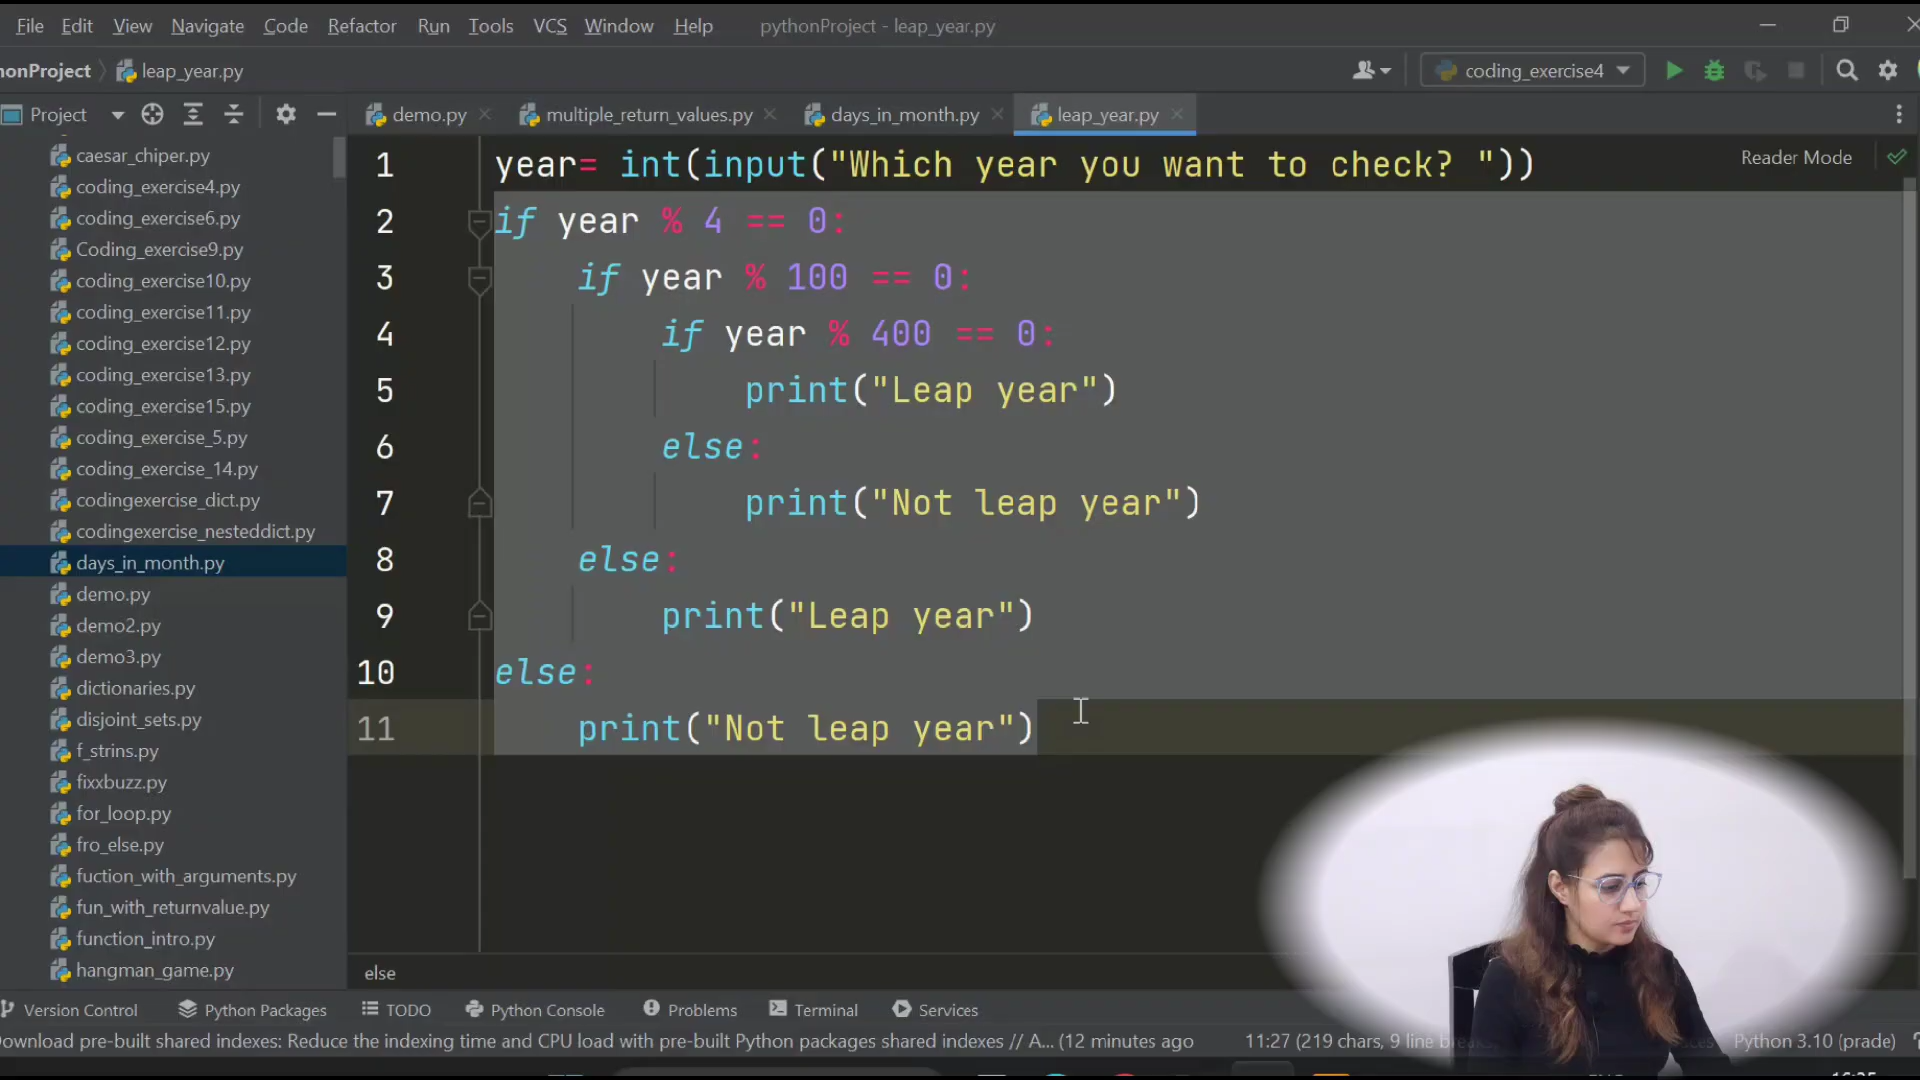 File Edit View Navigate Code Refactor Run Tools VCS Window Help pythonProject - leap_year.py
honProject leap_year.py coding_exercise4
Project demo.py multiple_return_values.py days_in_month.py leap_year.py
caesar_chiper.py
coding_exercise4.py
coding_exercise6.py
Coding_exercise9.py
coding_exercise10.py
coding_exercise11.py
coding_exercise12.py
coding_exercise13.py
coding_exercise15.py
coding_exercise_5.py
coding_exercise_14.py
codingexercise_dict.py
codingexercise_nesteddict.py
days_in_month.py
demo.py
demo2.py
demo3.py
dictionaries.py
disjoint_sets.py
f_strins.py
fixxbuzz.py
for_loop.py
fro_else.py
fuction_with_arguments.py
fun_with_returnvalue.py
function_intro.py
hangman_game.py
1 year= int(input("Which year you want to check? "))
Reader Mode
2 if year % 4 == 0:
3 if year % 100 == 0:
4 if year % 400 == 0:
5 print("Leap year")
6 else:
7 print("Not leap year")
8 else:
9 print("Leap year")
10 else:
11 print("Not leap year")
else
Version Control Python Packages TODO Python Console Problems Terminal Services
ownload pre-built shared indexes: Reduce the indexing time and CPU load with pre-built Python packages shared indexes // A... (12 minutes ago 11:27 (219 chars, 9 line Python 3.10 (prade)